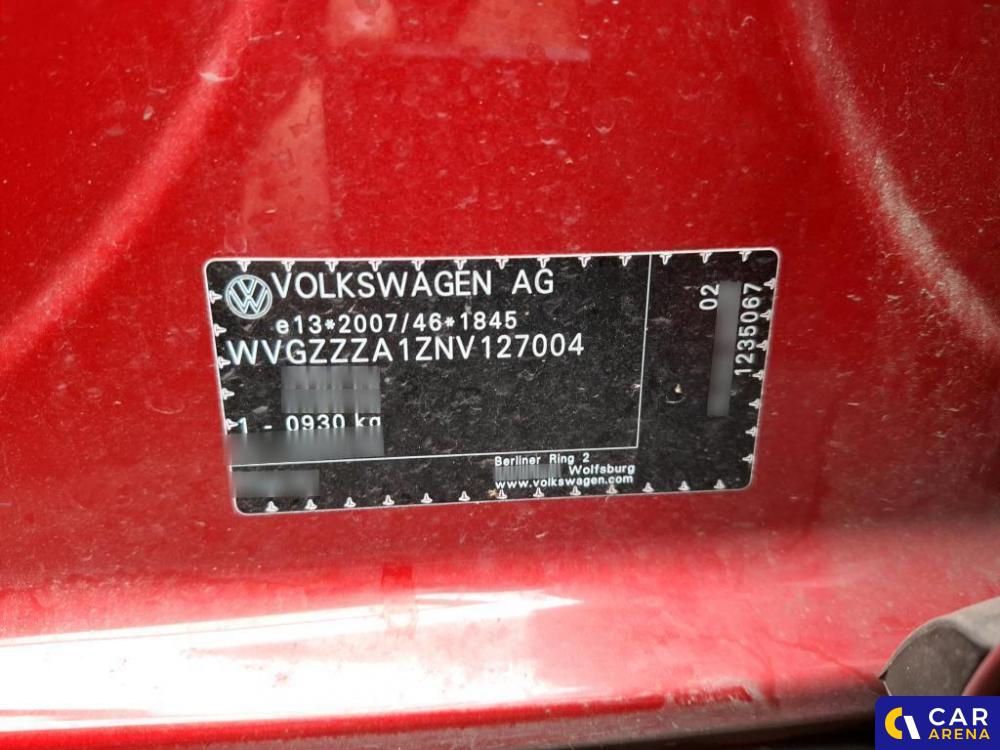 VOLKSWAGEN AG
e13*2007/46*1845
WVGZZZA1ZNV127004
1 - 0930 kg
Berliner Ring 2
Wolfsburg
www.volkswagen.com
02
1235067
CAR
ARENA